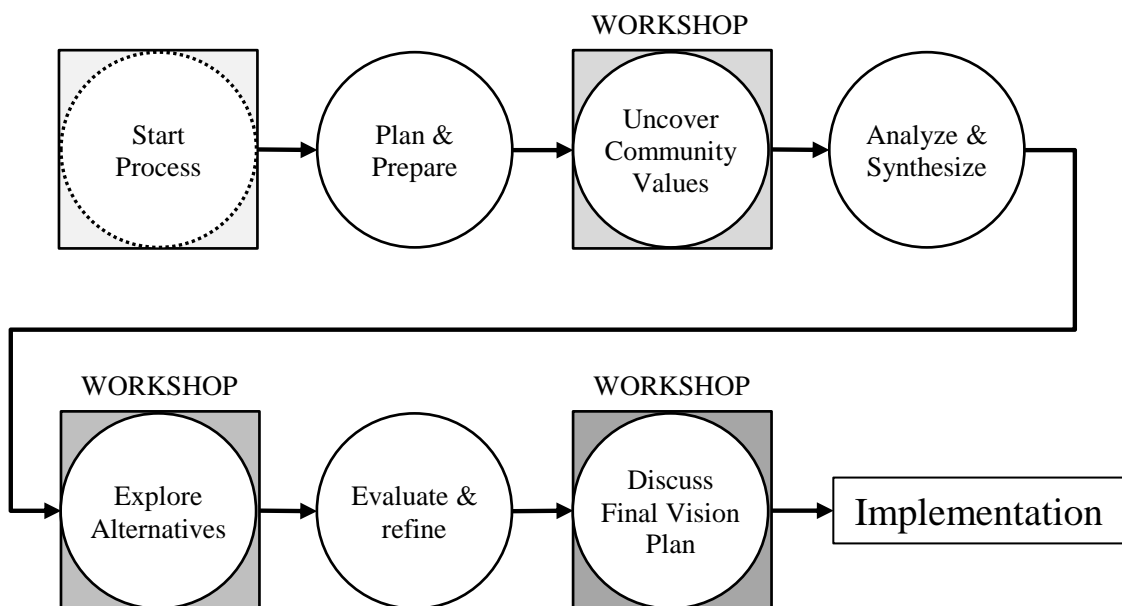 WORKSHOP
Start
Process
Plan &
Prepare
Uncover
Community
Values
Analyze &
Synthesize
WORKSHOP
WORKSHOP
Explore
Alternatives
Evaluate &
refine
Discuss
Final Vision
Plan
Implementation